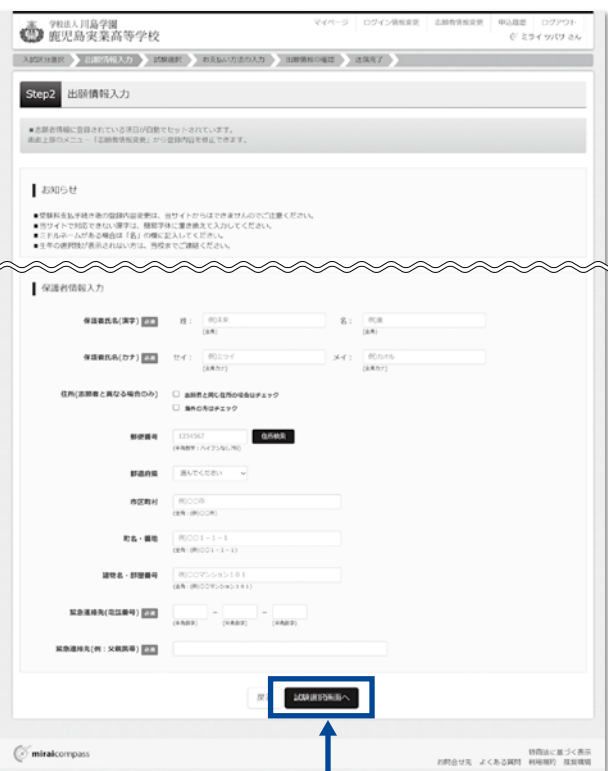 学校法人 川島学園
鹿児島実業高等学校
マイページ ログイン情報変更 志願者情報変更 申込履歴 ログアウト
ミライ ツバサ さん
入試区分選択 出願情報入力 試験選択 お支払い方法の入力 出願情報の確認 送信完了
Step2 出願情報入力
■志願者情報に登録されている項目が自動でセットされています。
画面上部のメニュー「志願者情報変更」から登録内容を修正できます。
お知らせ
■受験料支払手続き後の登録内容変更は、当サイトからはできませんのでご注意ください。
■当サイトで対応できない漢字は、簡易字体に置き換えて入力してください。
■ミドルネームがある場合は「名」の欄に記入してください。
■生年の選択肢が表示されない方は、当校までご連絡ください。
保護者情報入力
保護者氏名(漢字) 必須 姓: 例)未来 名:
(全角) (全角)
保護者氏名(カナ) 必須 セイ: 例)ミライ メイ: 例)カオル
(全角カナ) (全角カナ)
住所(志願者と異なる場合のみ) 志願者と同じ住所の場合はチェック
海外の方はチェック
郵便番号 1234567 住所検索
(半角数字:ハイフンなし7桁)
都道府県 選んでください
市区町村 例)○○市
(全角:(例)○○市)
町名・番地 例)○○1-1-1
(全角:(例)○○1-1-1)
建物名・部屋番号 例)○○マンション101
(全角:(例)○○マンション101)
緊急連絡先(電話番号) 必須 - -
(半角数字) (半角数字) (半角数字)
緊急連絡先(例:父親携帯) 必須
試験選択画面へ
miraicompass
特商法に基づく表示
お問合せ先 よくある質問 利用規約 推奨環境